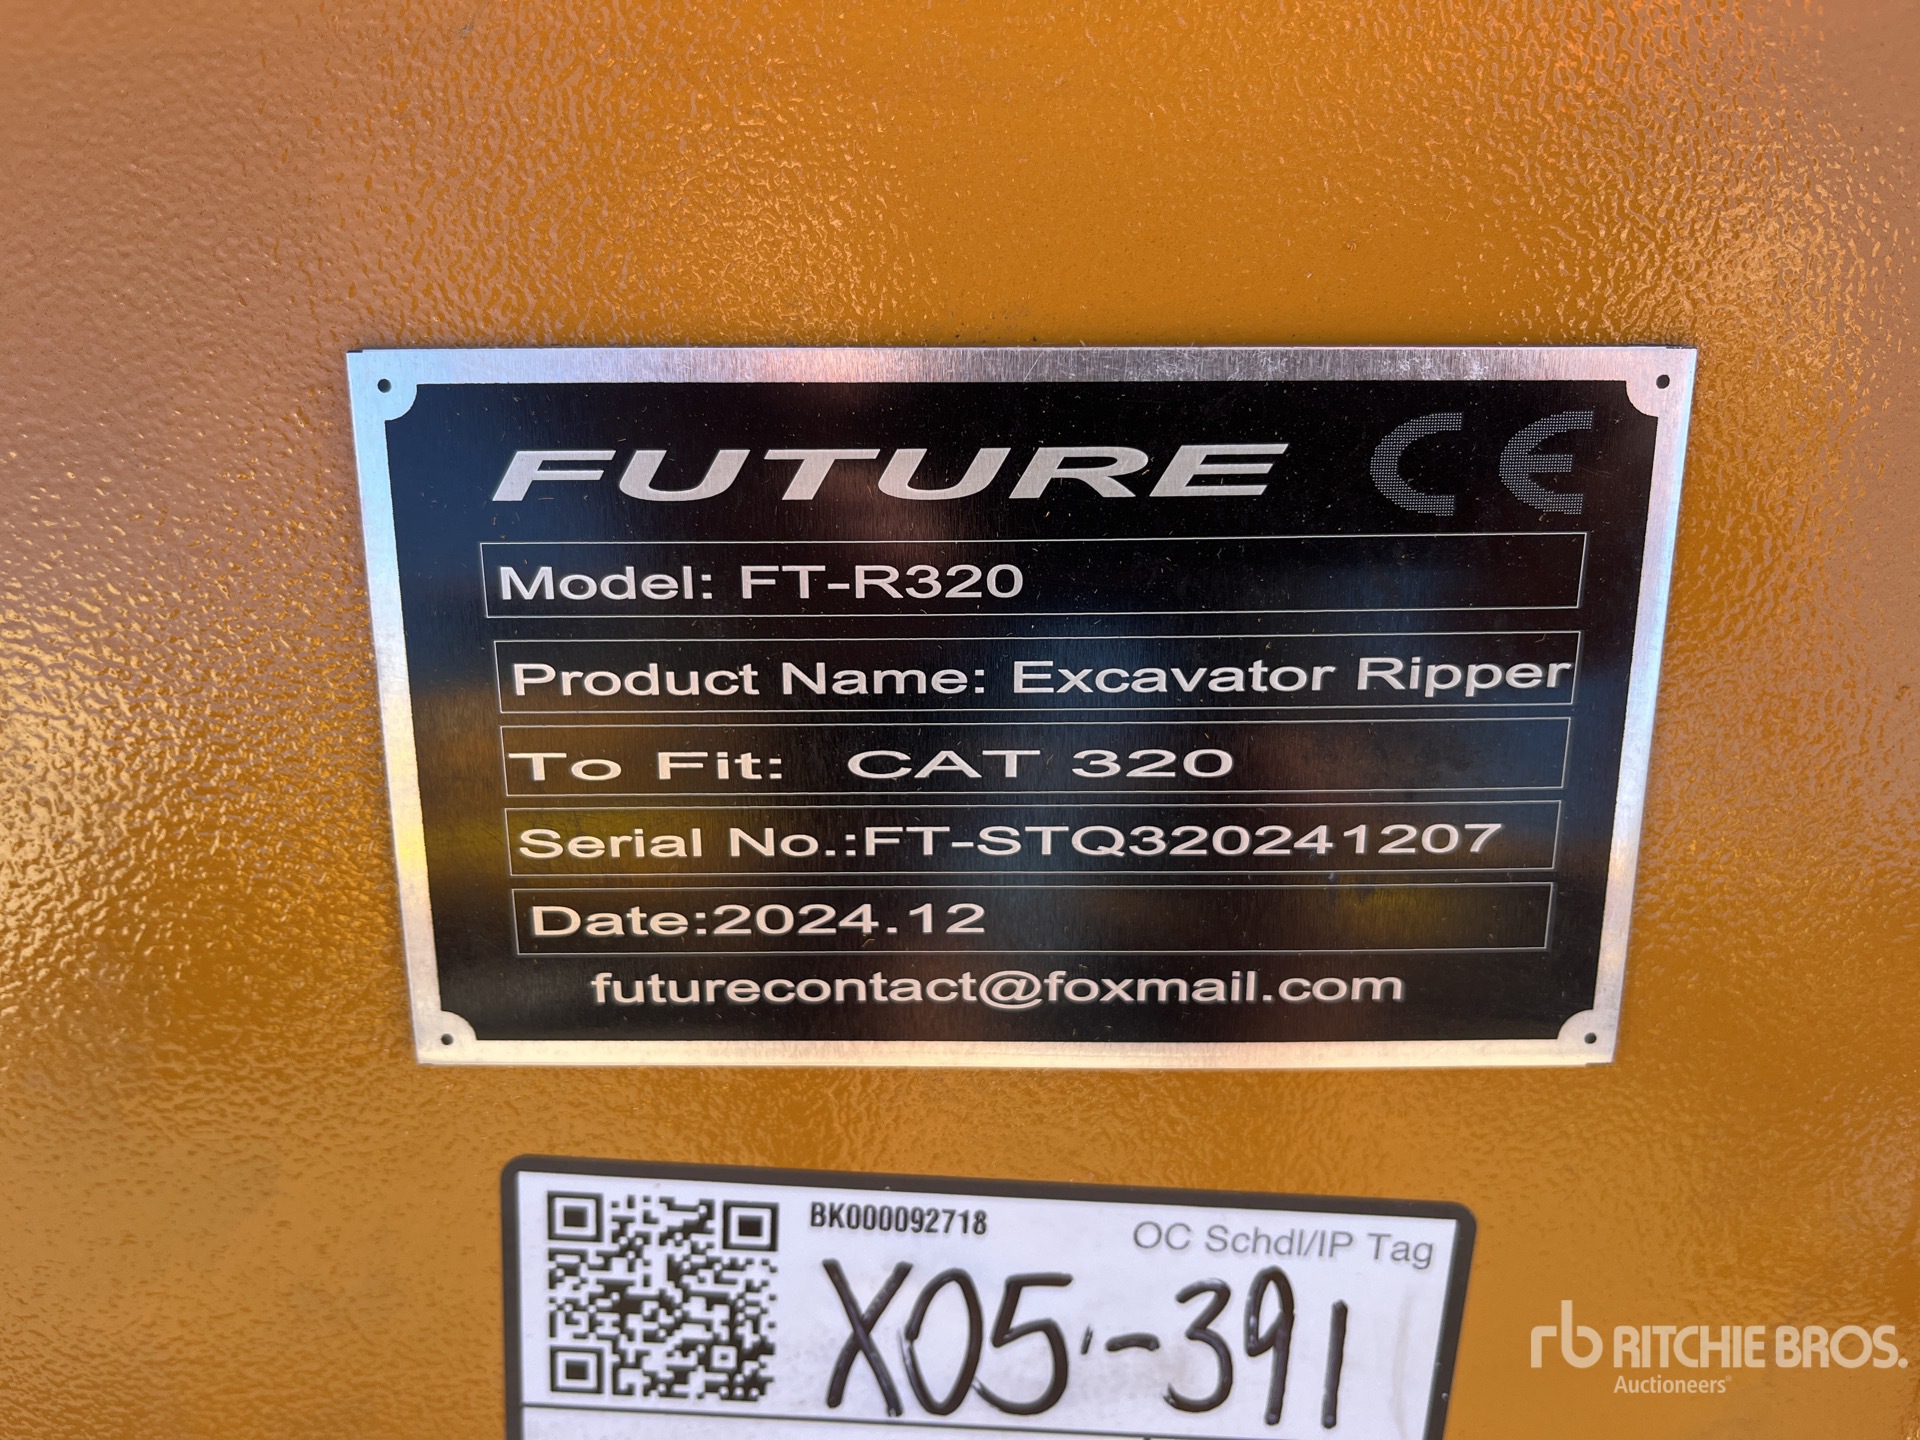 FUTURE CE
Model: FT-R320
Product Name: Excavator Ripper
To Fit: CAT 320
Serial No.:FT-STQ320241207
Date:2024.12
futurecontact@foxmail.com
BK000092718
OC Schdl/IP Tag
X05-391
rb RITCHIE BROS.
Auctioneers